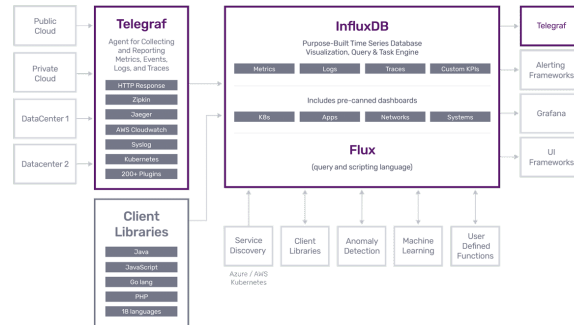 Public
Cloud
Private
Cloud
DataCenter 1
Datacenter 2
Telegraf
Agent for Collecting
and Reporting
Metrics, Events,
Logs, and Traces
HTTP Response
Zipkin
Jaeger
AWS Cloudwatch
Syslog
Kubernetes
200+ Plugins
Client
Libraries
Java
JavaScript
Go lang
PHP
18 languages
InfluxDB
Purpose-Built Time Series Database
Visualization, Query & Task Engine
Metrics
Logs
Traces
Custom KPIs
Includes pre-canned dashboards
K8s
Apps
Networks
Systems
Flux
(query and scripting language)
Service
Discovery
Azure / AWS
Kubernetes
Client
Libraries
Anomaly
Detection
Machine
Learning
User
Defined
Functions
Telegraf
Alerting
Frameworks
Grafana
UI
Frameworks